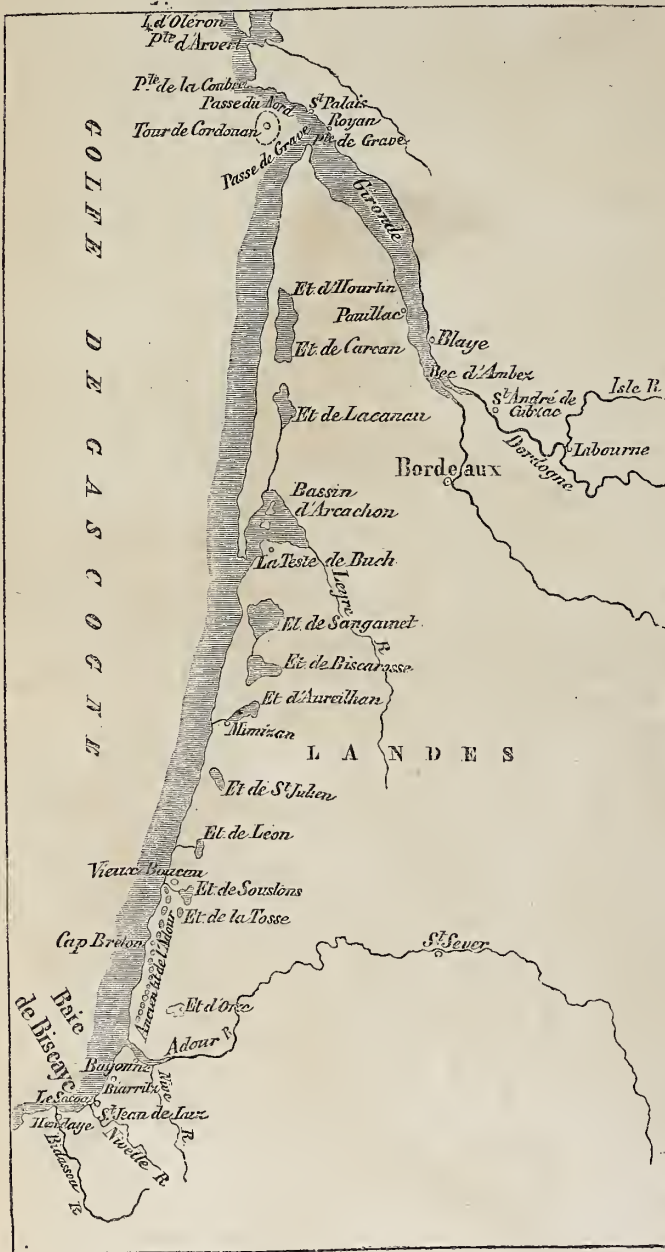 I. d'Oléron
Pte d'Arvert
Pte de la Coubre
Passe du Nord
St Palais
Tour de Cordouan
Royan
Pte de Grave
Passe de Grave
Gironde
GOLFE DE GASCOGNE
Et. d'Hourtin
Pauillac
Et. de Carcan
Blaye
Bec d'Ambez
Isle R.
St André de
Cubzac
Et. de Lacanau
Dordogne
Libourne
Bordeaux
Bassin
d'Arcachon
La Teste de Buch
Leyre R.
Et. de Sanguinet
Et. de Biscarosse
Et. d'Aureilhan
Mimizan
LANDES
Et. de St Julien
Et. de Léon
Vieux Boucau
Et. de Soustons
Et. de la Tosse
Cap Breton
Ancien lit de l'Adour
St Sever
Baie
de Biscaye
Et. d'Orx
Adour R.
Bayonne
Biarritz
Nive R.
Le Socoa
St Jean de Luz
Hendaye
Nivelle R.
Bidassoa R.